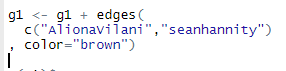 g1 <- g1 + edges(
c("AlionaVilani","seanhannity")
, color="brown")